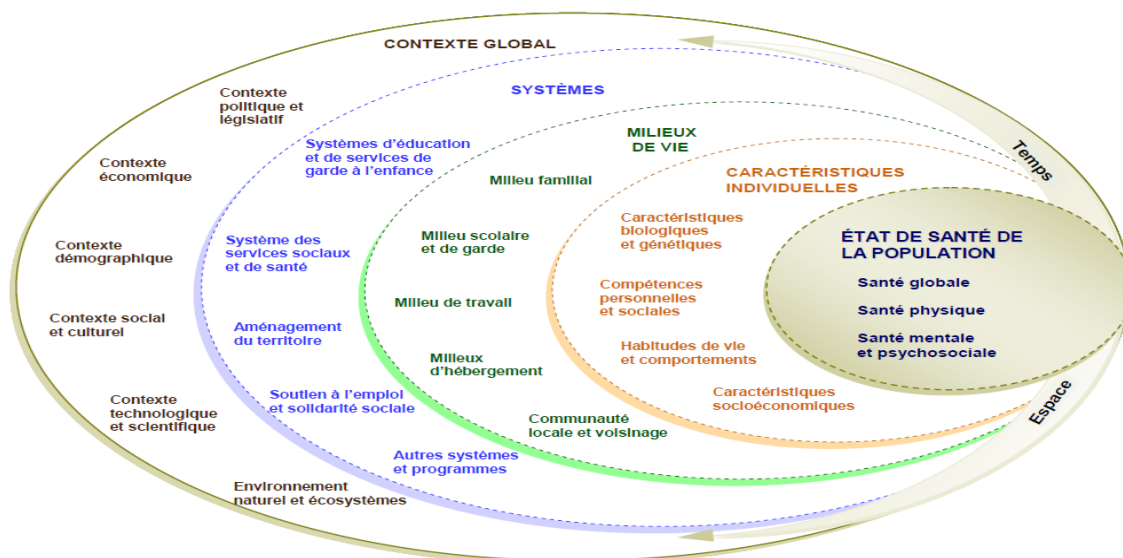 CONTEXTE GLOBAL
Contexte
politique et
législatif
Contexte
économique
Contexte
démographique
Contexte social
et culturel
Contexte
technologique
et scientifique
Environnement
naturel et écosystèmes
SYSTÈMES
Systèmes d'éducation
et de services de
garde à l'enfance
Système des
services sociaux
et de santé
Aménagement
du territoire
Soutien à l'emploi
et solidarité sociale
Autres systèmes
et programmes
MILIEUX
DE VIE
Milieu familial
Milieu scolaire
et de garde
Milieu de travail
Milieux
d'hébergement
Communauté
locale et voisinage
CARACTÉRISTIQUES
INDIVIDUELLES
Caractéristiques
biologiques
et génétiques
Compétences
personnelles
et sociales
Habitudes de vie
et comportements
Caractéristiques
socioéconomiques
ÉTAT DE SANTÉ DE
LA POPULATION
Santé globale
Santé physique
Santé mentale
et psychosociale
Temps
Espace